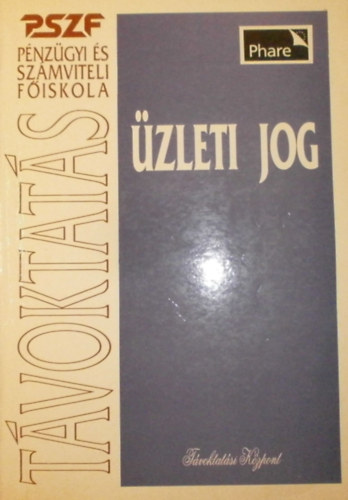 PSZF
PÉNZÜGYI ÉS
SZÁMVITELI
FŐISKOLA
TÁVOKTATÁS
Phare
ÜZLETI JOG
Távoktatási Központ